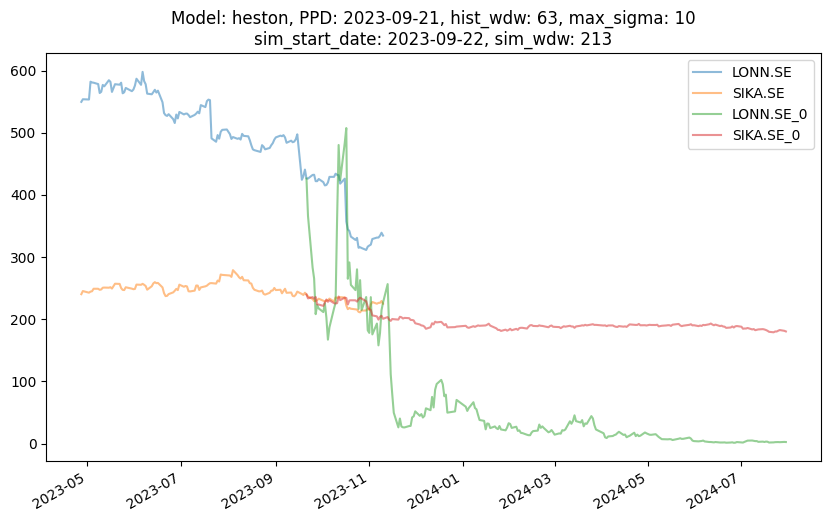 Model: heston, PPD: 2023-09-21, hist_wdw: 63, max_sigma: 10
sim_start_date: 2023-09-22, sim_wdw: 213
LONN.SE
SIKA.SE
LONN.SE_0
SIKA.SE_0
600
500
400
300
200
100
0
2023-05
2023-07
2023-09
2023-11
2024-01
2024-03
2024-05
2024-07